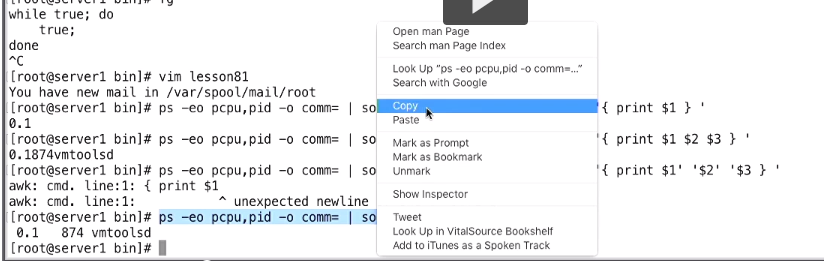 [root@server1 bin]# fg
while true; do
    true;
done
^C
[root@server1 bin]# vim lesson81
You have new mail in /var/spool/mail/root
[root@server1 bin]# ps -eo pcpu,pid -o comm= | so '{ print $1 } '
0.1
[root@server1 bin]# ps -eo pcpu,pid -o comm= | so '{ print $1 $2 $3 } '
0.1874vmtoolsd
[root@server1 bin]# ps -eo pcpu,pid -o comm= | so '{ print $1' '$2' '$3 } '
awk: cmd. line:1: { print $1
awk: cmd. line:1:          ^ unexpected newline
[root@server1 bin]# ps -eo pcpu,pid -o comm= | so
 0.1   874 vmtoolsd
[root@server1 bin]#
Open man Page
Search man Page Index
Look Up “ps -eo pcpu,pid -o comm=...”
Search with Google
Copy
Paste
Mark as Prompt
Mark as Bookmark
Unmark
Show Inspector
Tweet
Look Up in VitalSource Bookshelf
Add to iTunes as a Spoken Track